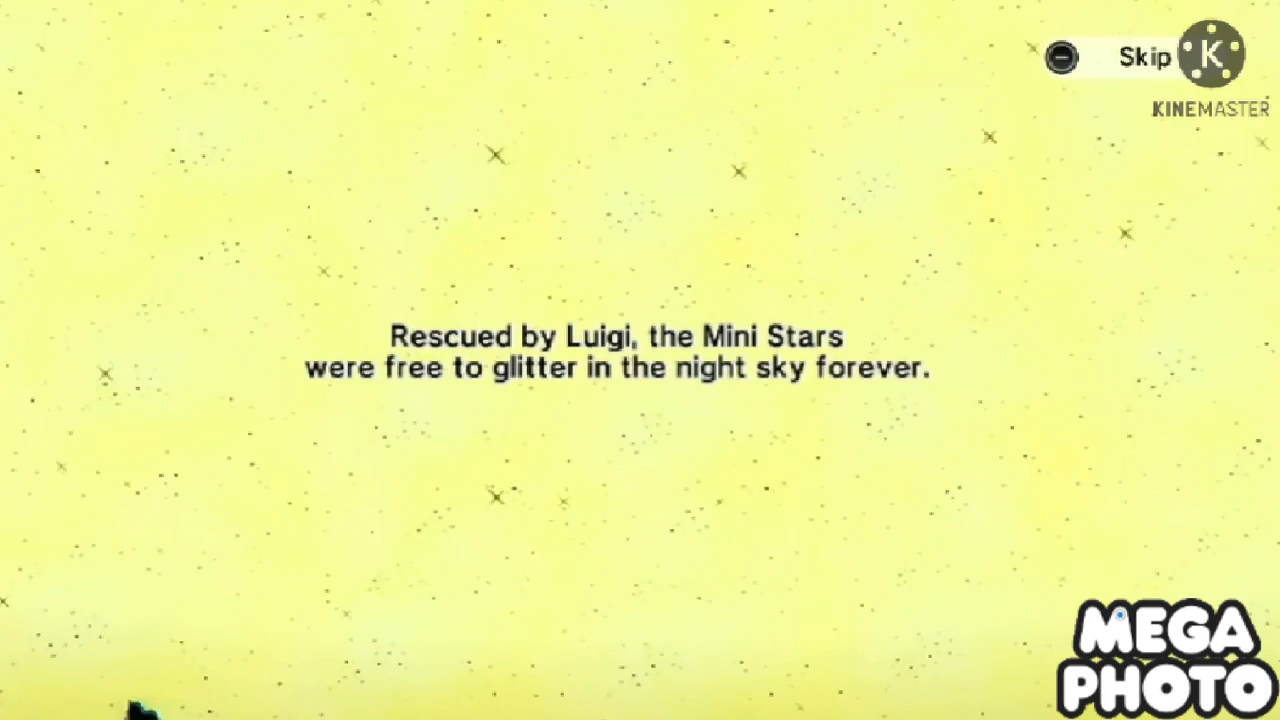 Skip
K
KINEMASTER
Rescued by Luigi, the Mini Stars
were free to glitter in the night sky forever.
MEGA
PHOTO